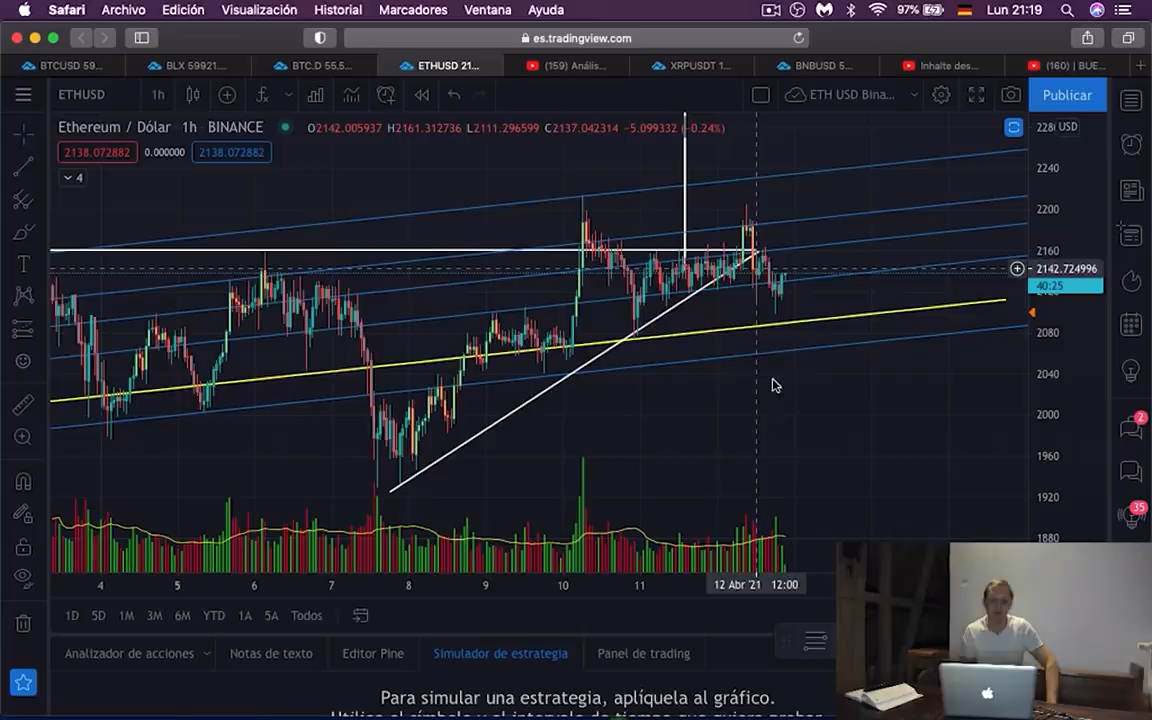 Safari Archivo Edición Visualización Historial Marcadores Ventana Ayuda 97% Lun 21:19
es.tradingview.com
BTCUSD 59... BLX 59921.... BTC.D 55.5... ETHUSD 21... (159) Anális... XRPUSDT 1... BNBUSD 5... Inhalte des... (160) | BUE...
ETHUSD 1h ETH USD Bina... Publicar
Ethereum / Dólar 1h BINANCE O2142.005937 H2161.312736 L2111.296599 C2137.042314 −5.099332 (−0.24%)
USD
2138.072882 0.000000 2138.072882
4
2240
2200
2160
2142.724996
40:25
2080
2040
2000
1960
1920
1880
2
35
4 5 6 7 8 9 10 11 12 Abr '21 12:00
1D 5D 1M 3M 6M YTD 1A 5A Todos
Analizador de acciones Notas de texto Editor Pine Simulador de estrategia Panel de trading
Para simular una estrategia, aplíquela al gráfico.